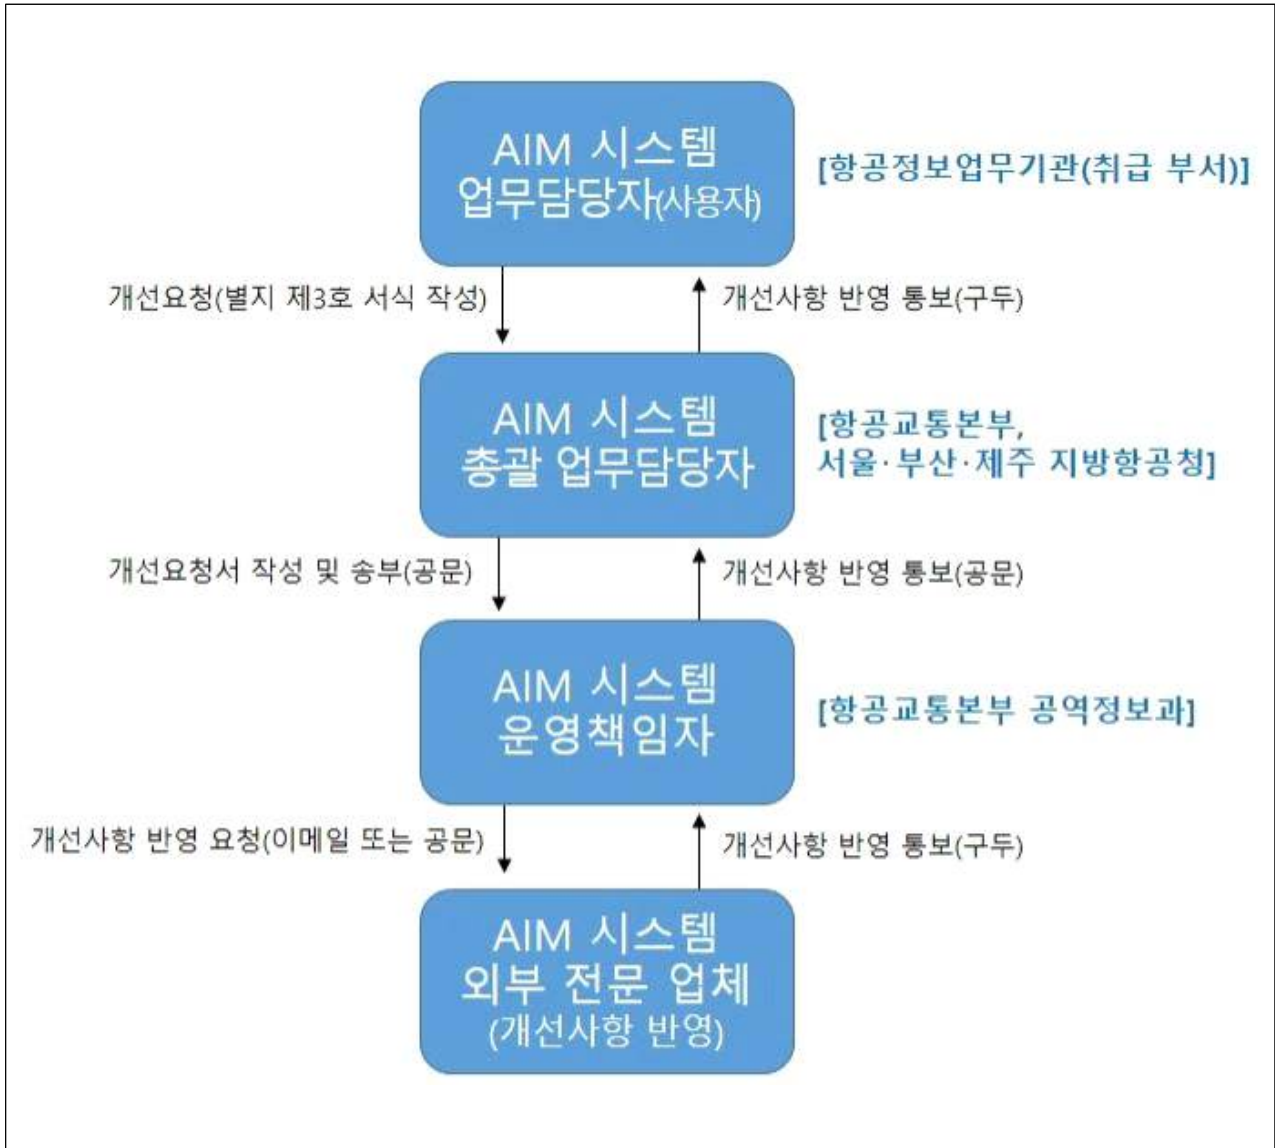 AIM 시스템
업무담당자(사용자)
[항공정보업무기관(취급 부서)]
개선요청(별지 제3호 서식 작성)
개선사항 반영 통보(구두)
AIM 시스템
총괄 업무담당자
[항공교통본부,
서울·부산·제주 지방항공청]
개선요청서 작성 및 송부(공문)
개선사항 반영 통보(공문)
AIM 시스템
운영책임자
[항공교통본부 공역정보과]
개선사항 반영 요청(이메일 또는 공문)
개선사항 반영 통보(구두)
AIM 시스템
외부 전문 업체
(개선사항 반영)